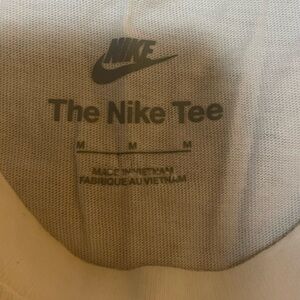 NIKE
The Nike Tee
M M M
MADE IN VIETNAM
FABRIQUÉ AU VIETNAM